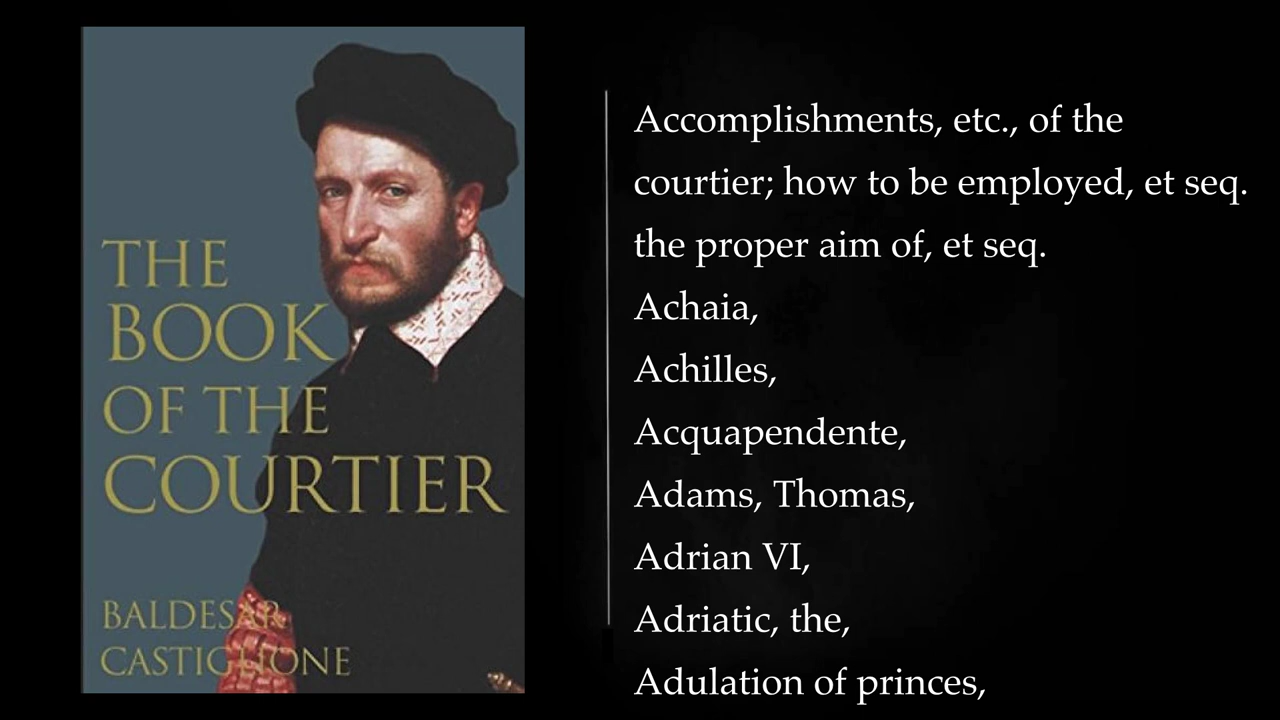 THE
BOOK
OF THE
COURTIER
BALDESAR
CASTIGLIONE
Accomplishments, etc., of the
courtier; how to be employed, et seq.
the proper aim of, et seq.
Achaia,
Achilles,
Acquapendente,
Adams, Thomas,
Adrian VI,
Adriatic, the,
Adulation of princes,